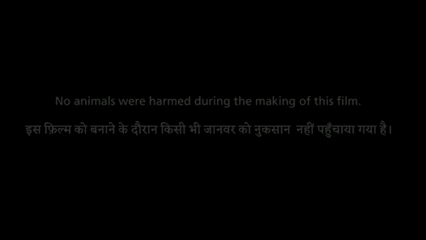 No animals were harmed during the making of this film.
इस फ़िल्म को बनाने के दौरान किसी भी जानवर को नुकसान नहीं पहुँचाया गया है।